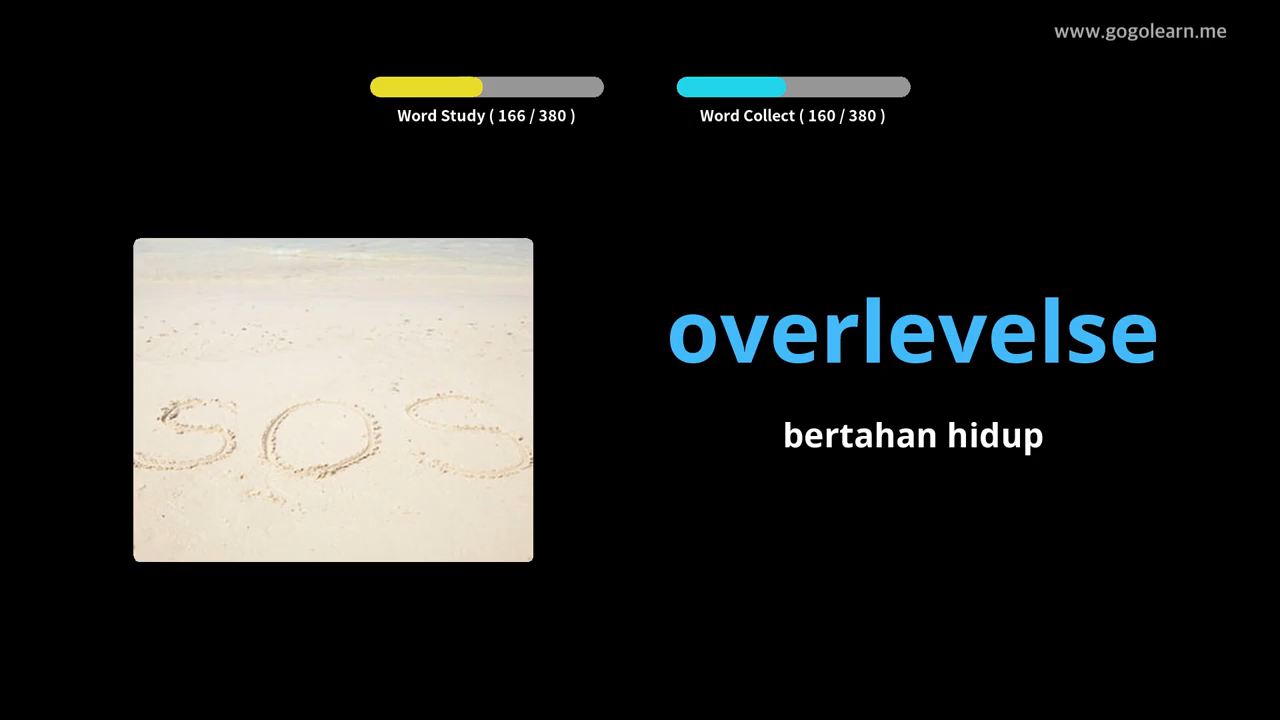 www.gogolearn.me
Word Study ( 166 / 380 )
Word Collect ( 160 / 380 )
SOS
overlevelse
bertahan hidup